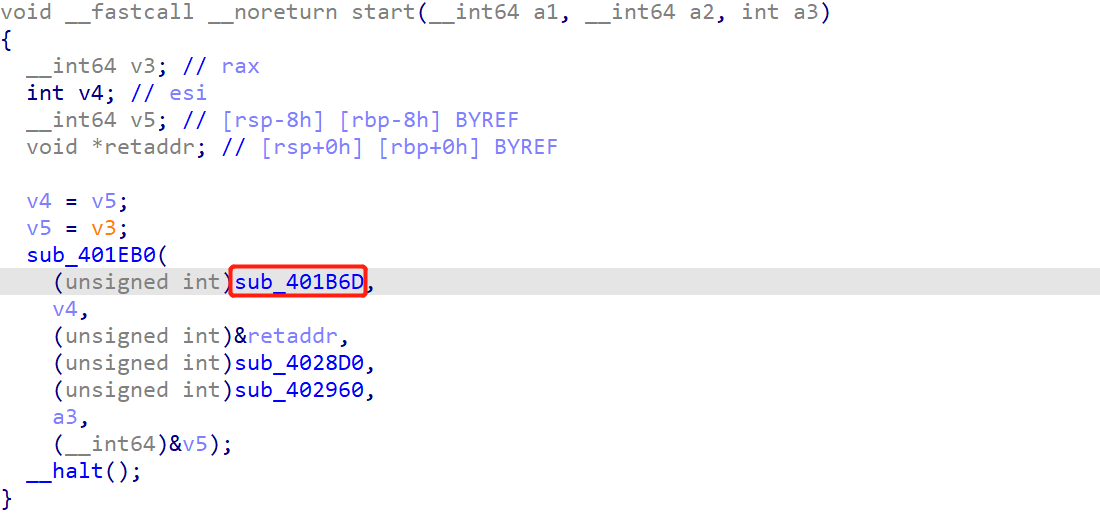 void __fastcall __noreturn start(__int64 a1, __int64 a2, int a3)
{
  __int64 v3; // rax
  int v4; // esi
  __int64 v5; // [rsp-8h] [rbp-8h] BYREF
  void *retaddr; // [rsp+0h] [rbp+0h] BYREF

  v4 = v5;
  v5 = v3;
  sub_401EB0(
    (unsigned int)sub_401B6D,
    v4,
    (unsigned int)&retaddr,
    (unsigned int)sub_4028D0,
    (unsigned int)sub_402960,
    a3,
    (__int64)&v5);
  __halt();
}